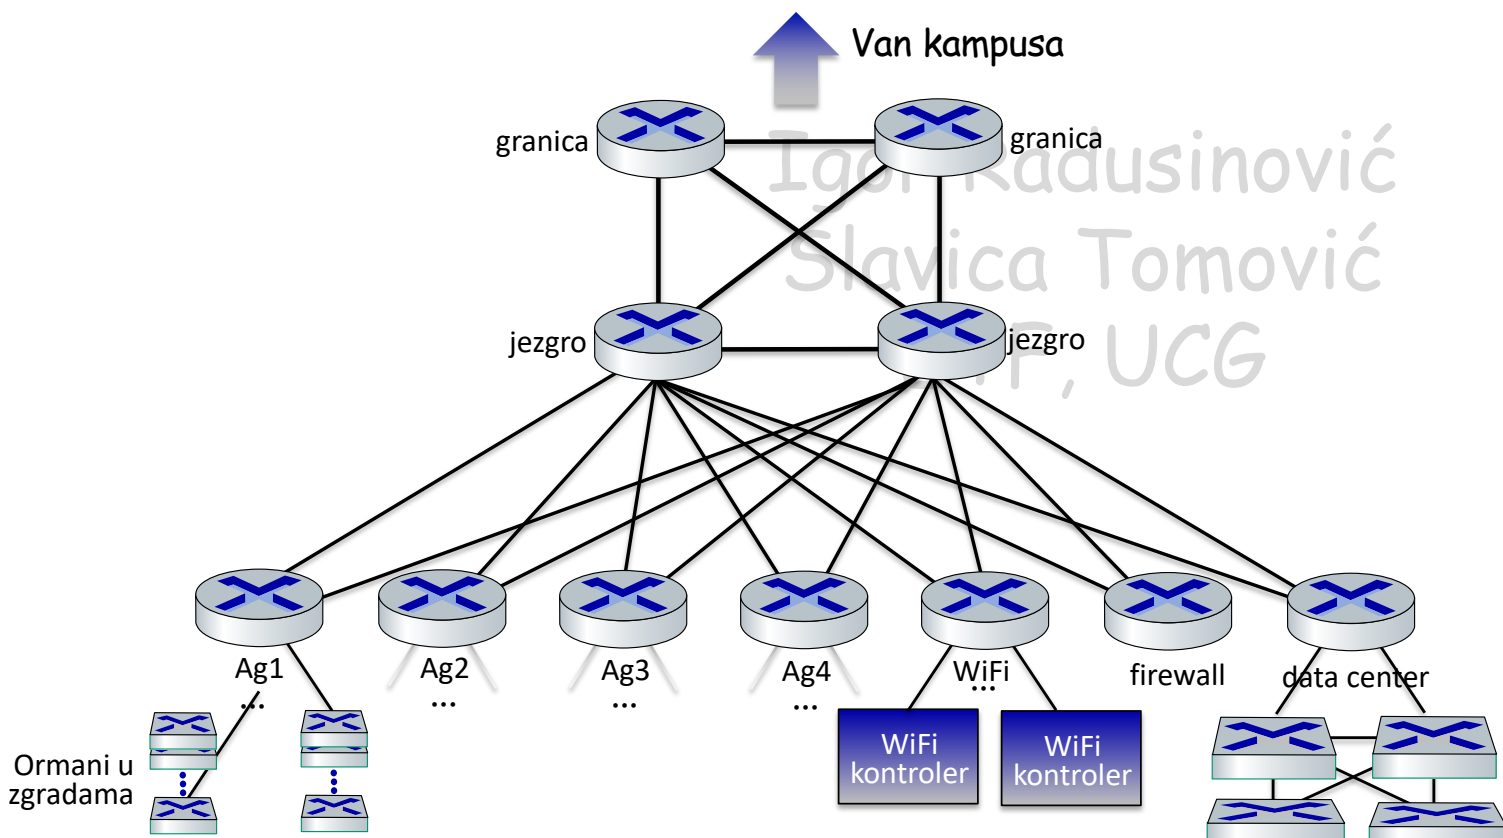 Van kampusa
granica
granica
Igor Radusinović
Slavica Tomović
jezgro
jezgro
F, UCG
Ag1
...
Ag2
...
Ag3
...
Ag4
...
WiFi
...
firewall
data center
WiFi
kontroler
WiFi
kontroler
Ormani u
zgradama